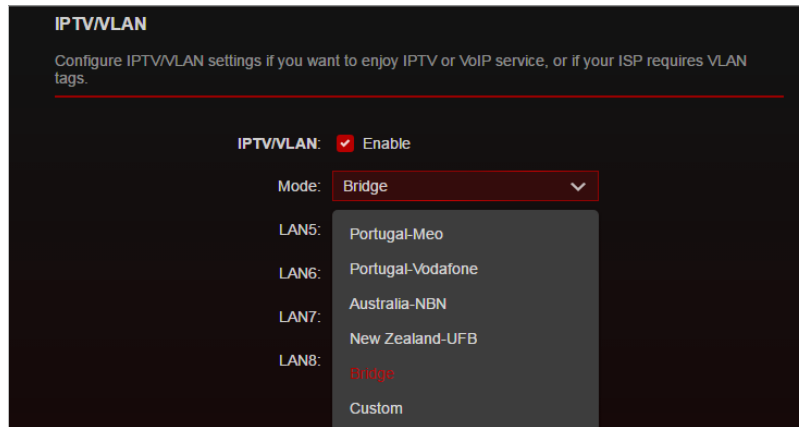 IPTV/VLAN
Configure IPTV/VLAN settings if you want to enjoy IPTV or VoIP service, or if your ISP requires VLAN
tags.
IPTV/VLAN: Enable
Mode: Bridge
LAN5:
Portugal-Meo
LAN6:
Portugal-Vodafone
Australia-NBN
LAN7:
New Zealand-UFB
LAN8:
Bridge
Custom